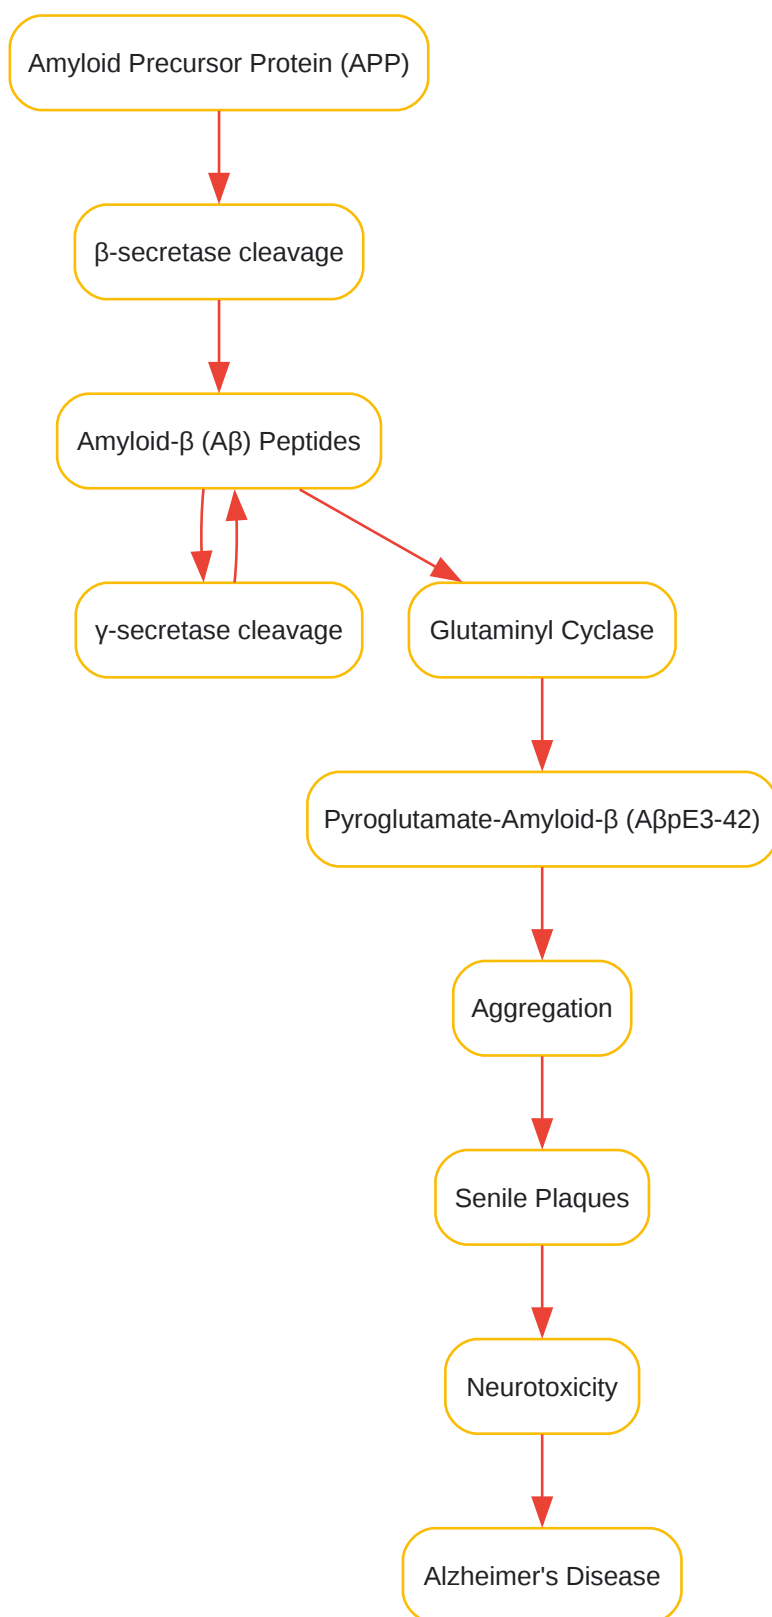 Amyloid Precursor Protein (APP)
β-secretase cleavage
Amyloid-β (Aβ) Peptides
γ-secretase cleavage
Glutaminyl Cyclase
Pyroglutamate-Amyloid-β (AβpE3-42)
Aggregation
Senile Plaques
Neurotoxicity
Alzheimer's Disease